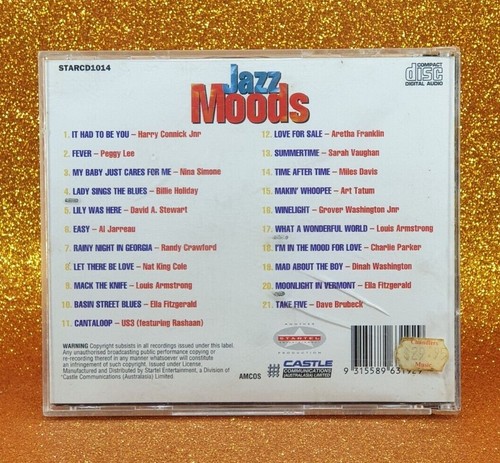 STARCD1014
Jazz
Moods
COMPACT
disc
DIGITAL AUDIO
1. IT HAD TO BE YOU – Harry Connick Jnr
2. FEVER – Peggy Lee
3. MY BABY JUST CARES FOR ME – Nina Simone
4. LADY SINGS THE BLUES – Billie Holiday
5. LILY WAS HERE – David A. Stewart
6. EASY – Al Jarreau
7. RAINY NIGHT IN GEORGIA – Randy Crawford
8. LET THERE BE LOVE – Nat King Cole
9. MACK THE KNIFE – Louis Armstrong
10. BASIN STREET BLUES – Ella Fitzgerald
11. CANTALOOP – US3 (featuring Rashaan)
12. LOVE FOR SALE – Aretha Franklin
13. SUMMERTIME – Sarah Vaughan
14. TIME AFTER TIME – Miles Davis
15. MAKIN' WHOOPEE – Art Tatum
16. WINELIGHT – Grover Washington Jnr
17. WHAT A WONDERFUL WORLD – Louis Armstrong
18. I'M IN THE MOOD FOR LOVE – Charlie Parker
19. MAD ABOUT THE BOY – Dinah Washington
20. MOONLIGHT IN VERMONT – Ella Fitzgerald
21. TAKE FIVE – Dave Brubeck
WARNING Copyright subsists in all recordings issued under this label.
Any unauthorised broadcasting public performance copying or
re-recording thereof in any manner whatsoever will constitute
an infringement of such copyright. issued under License.
Manufactured and Distributed by Startel Entertainment, a Division of
'Castle Communications (Australasia) Limited.
AMCOS
ANOTHER
STARTEL
PRODUCTION
CASTLE
COMMUNICATIONS
(AUSTRALASIA) LIMITED
9 315589 631929
Music